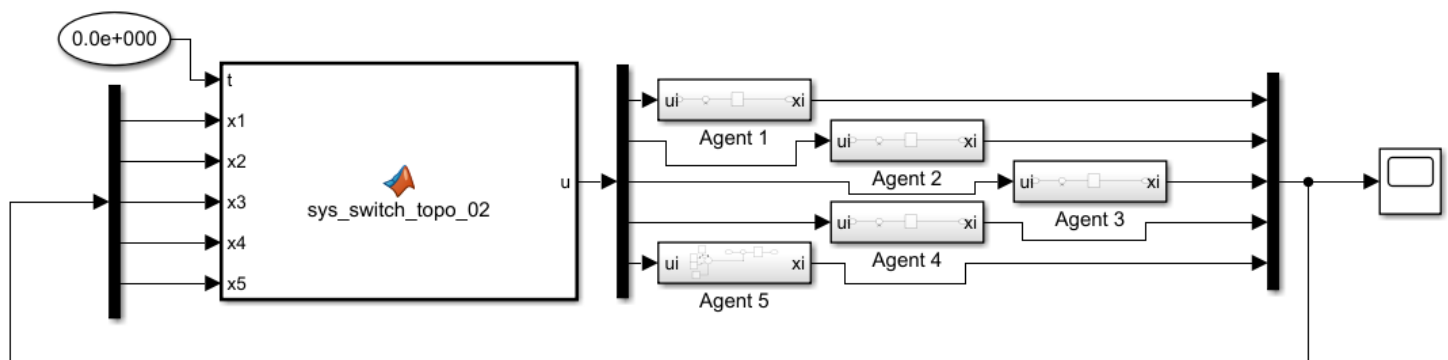 0.0e+000
t
x1
x2
x3
x4
x5
sys_switch_topo_02
u
ui xi
Agent 1
ui xi
Agent 2
ui xi
Agent 3
ui xi
Agent 4
ui xi
Agent 5